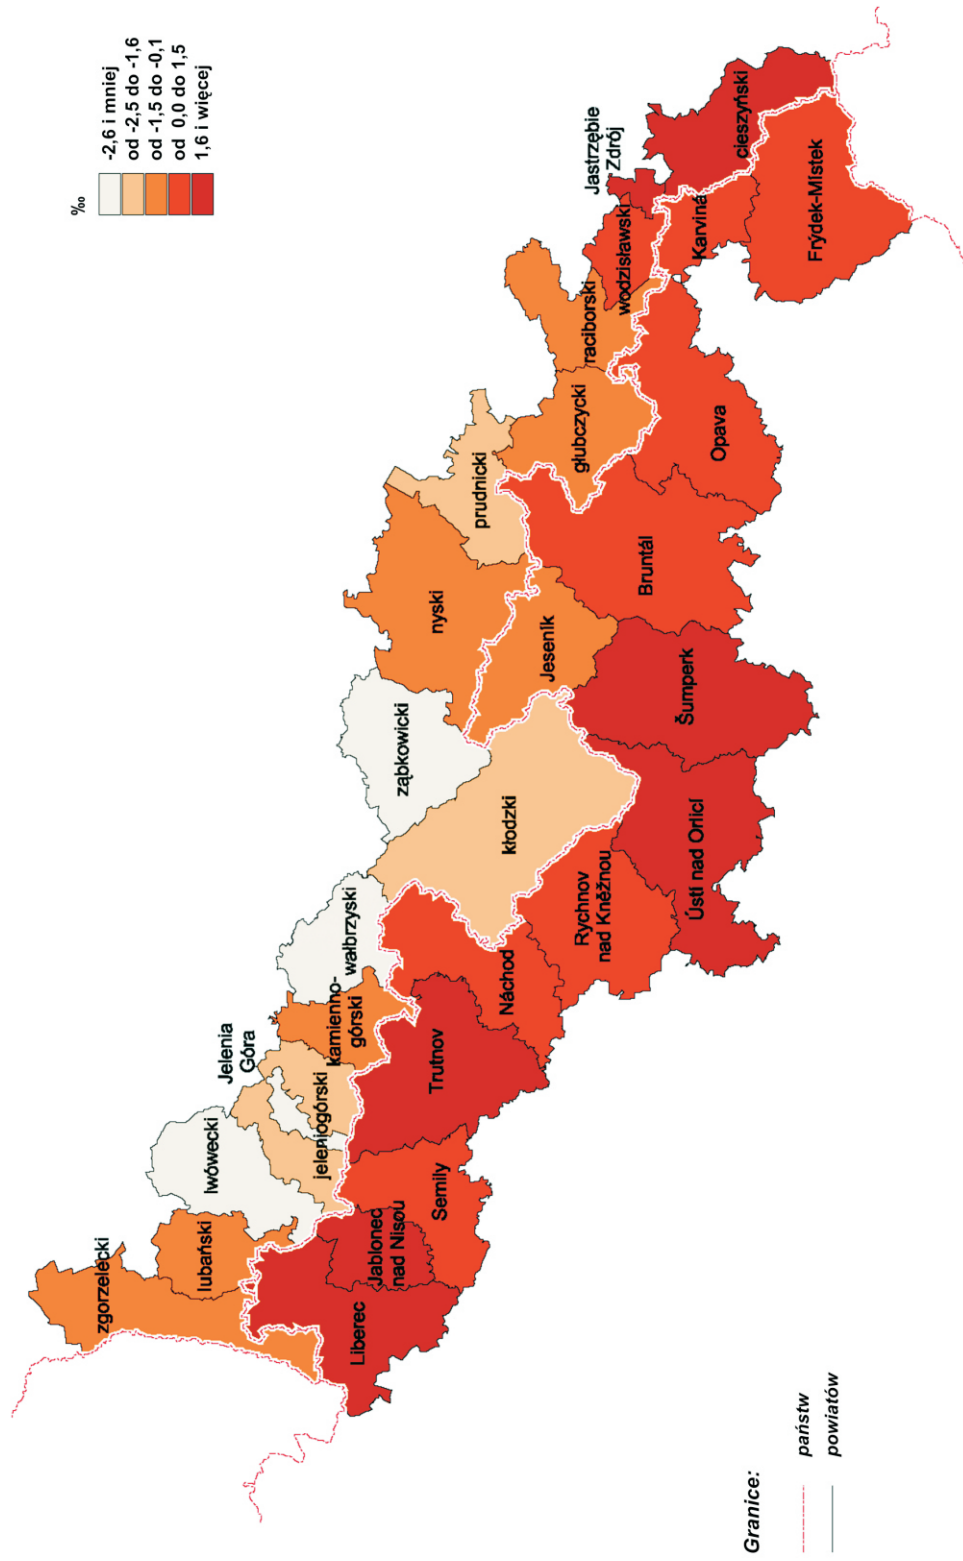 ‰
-2,6 i mniej
od -2,5 do -1,6
od -1,5 do -0,1
od 0,0 do 1,5
1,6 i więcej
zgorzelecki
lubański
lwówecki
Jelenia
Góra
jeleniogórski
kamienno-
górski
wałbrzyski
ząbkowicki
kłodzki
nyski
prudnicki
głubczycki
raciborski
wodzisławski
Jastrzębie
Zdrój
cieszyński
Liberec
Jablonec
nad Nisou
Semily
Trutnov
Náchod
Rychnov
nad Kněžnou
Ústí nad Orlicí
Šumperk
Jeseník
Bruntál
Opava
Karviná
Frýdek-Místek
Granice:
państw
powiatów